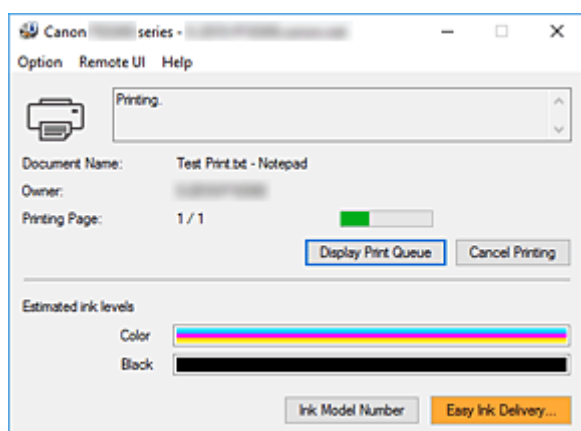 Canon series -
Option Remote UI Help
Printing.
Document Name: Test Print.txt - Notepad
Owner:
Printing Page: 1 / 1
Display Print Queue Cancel Printing
Estimated ink levels
Color
Black
Ink Model Number Easy Ink Delivery...